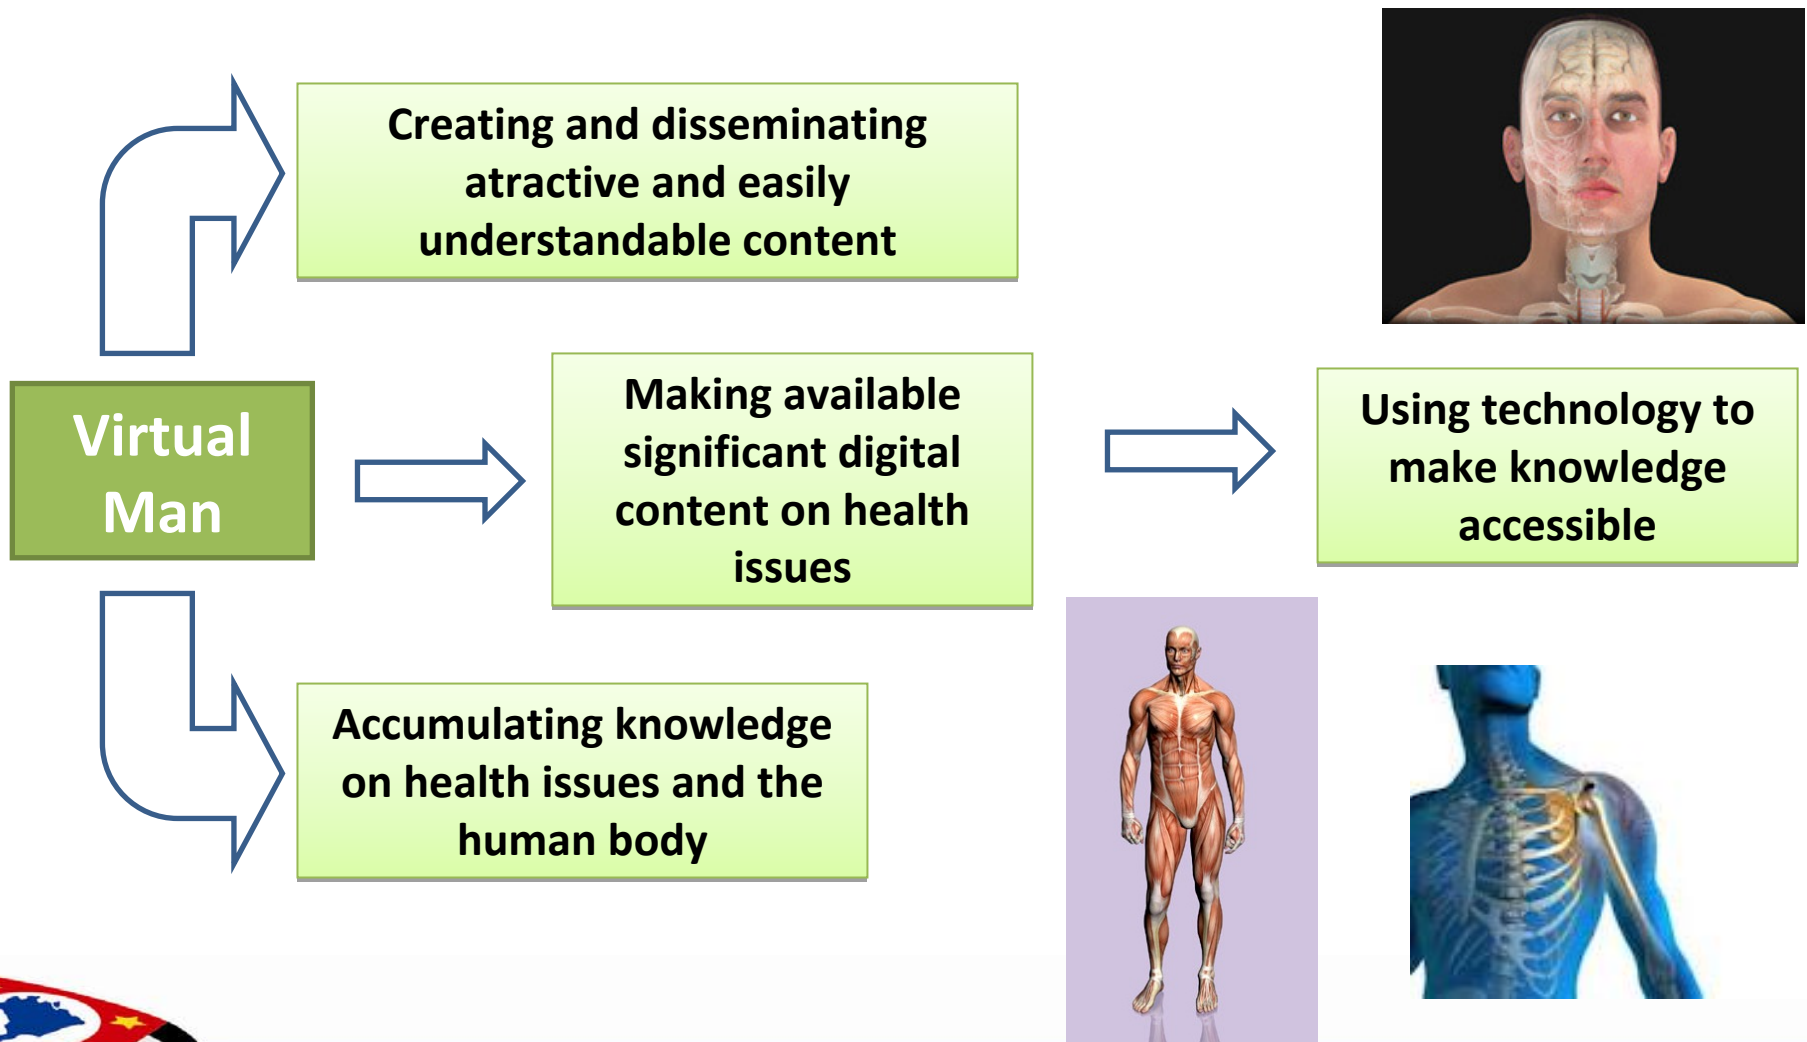 Creating and disseminating
atractive and easily
understandable content
Virtual
Man
Making available
significant digital
content on health
issues
Using technology to
make knowledge
accessible
Accumulating knowledge
on health issues and the
human body